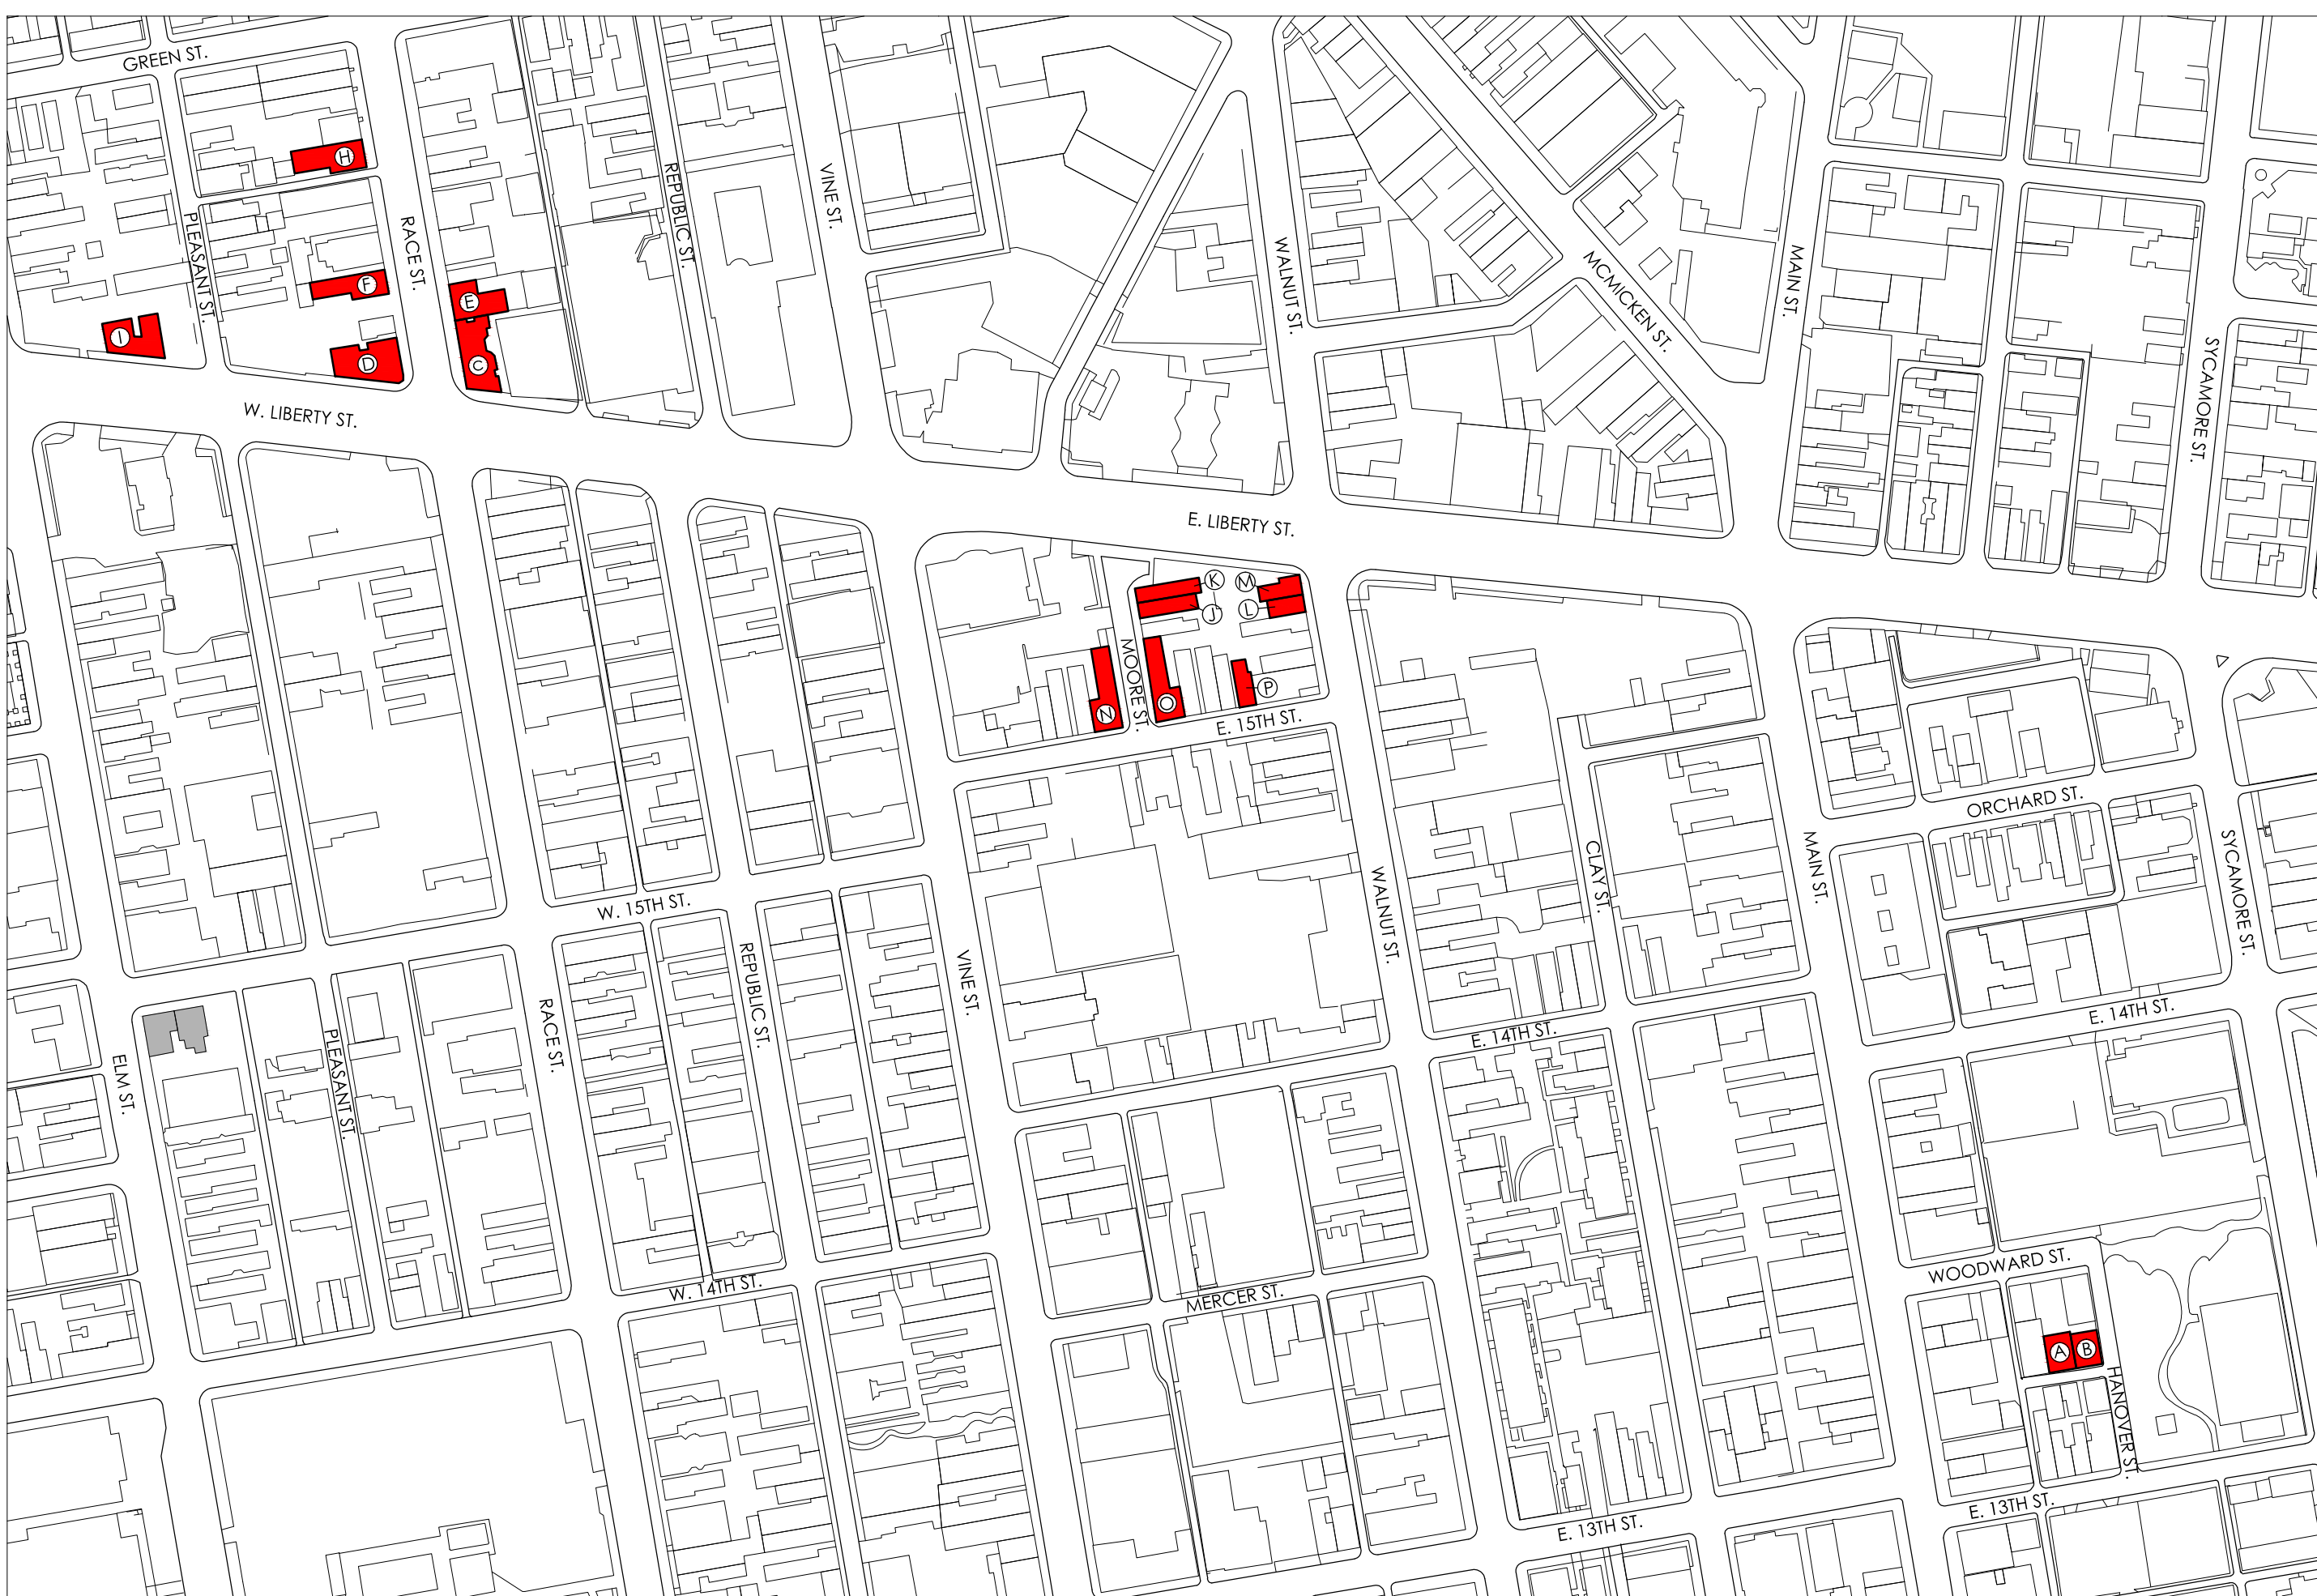 GREEN ST.
H
PLEASANT ST.
RACE ST.
REPUBLIC ST.
VINE ST.
WALNUT ST.
MCMICKEN ST.
MAIN ST.
SYCAMORE ST.
F
E
I
D
C
W. LIBERTY ST.
E. LIBERTY ST.
K
M
J
L
MOORE ST.
N
O
P
E. 15TH ST.
ORCHARD ST.
MAIN ST.
CLAY ST.
WALNUT ST.
SYCAMORE ST.
W. 15TH ST.
REPUBLIC ST.
VINE ST.
RACE ST.
PLEASANT ST.
ELM ST.
E. 14TH ST.
E. 14TH ST.
WOODWARD ST.
W. 14TH ST.
MERCER ST.
A
B
HANOVER ST.
E. 13TH ST.
E. 13TH ST.